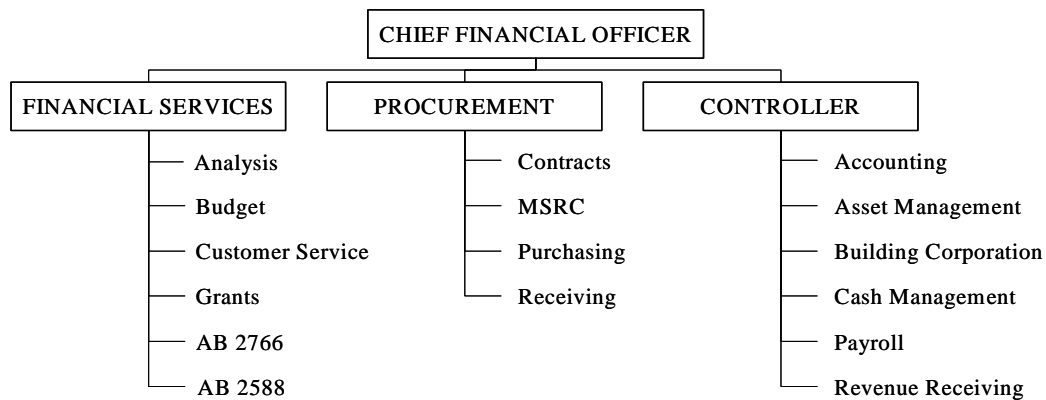 CHIEF FINANCIAL OFFICER
FINANCIAL SERVICES
Analysis
Budget
Customer Service
Grants
AB 2766
AB 2588
PROCUREMENT
Contracts
MSRC
Purchasing
Receiving
CONTROLLER
Accounting
Asset Management
Building Corporation
Cash Management
Payroll
Revenue Receiving